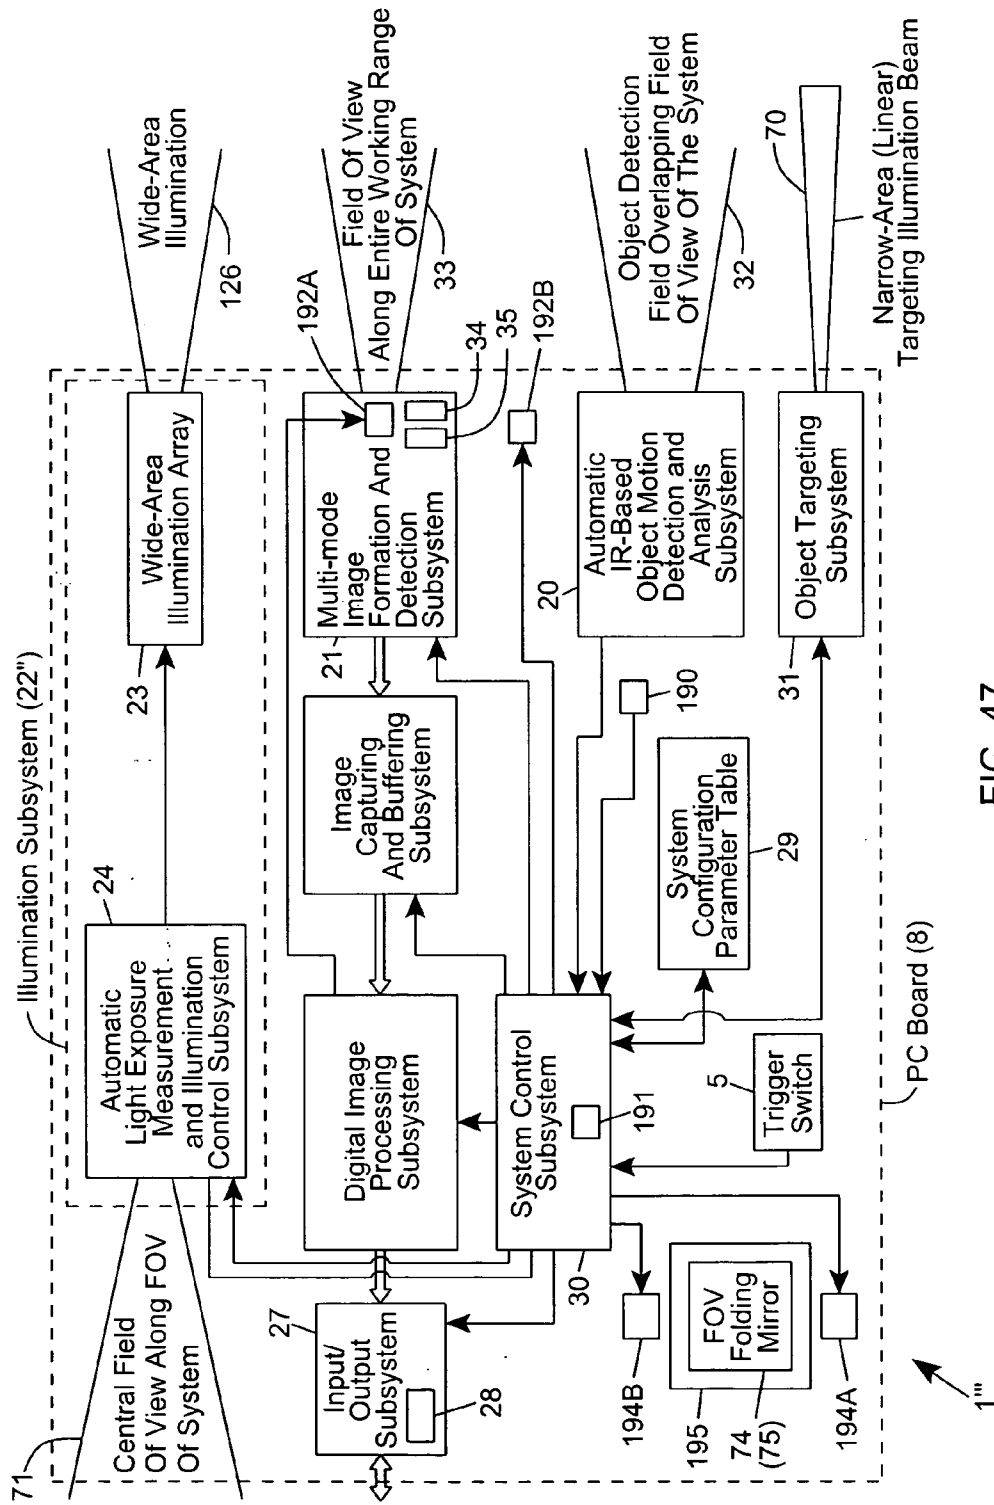 71
Central Field
Of View Along FOV
Of System
Illumination Subsystem (22")
24
Automatic
Light Exposure
Measurement
and Illumination
Control Subsystem
23
Wide-Area
Illumination Array
Wide-Area
Illumination
126
27
Input/
Output
Subsystem
28
Digital Image
Processing
Subsystem
Image
Capturing
And Buffering
Subsystem
21
Multi-mode
Image
Formation And
Detection
Subsystem
192A
34
35
192B
Field Of View
Along Entire Working Range
Of System
33
30
System Control
Subsystem
191
20
Automatic
IR-Based
Object Motion
Detection and
Analysis
Subsystem
Object Detection
Field Overlapping Field
Of View Of The System
32
190
194B
195
FOV
Folding
Mirror
74
(75)
194A
5
Trigger
Switch
System
Configuration
Parameter Table
29
31
Object Targeting
Subsystem
70
Narrow-Area (Linear)
Targeting Illumination Beam
PC Board (8)
1'''
FIG. 47